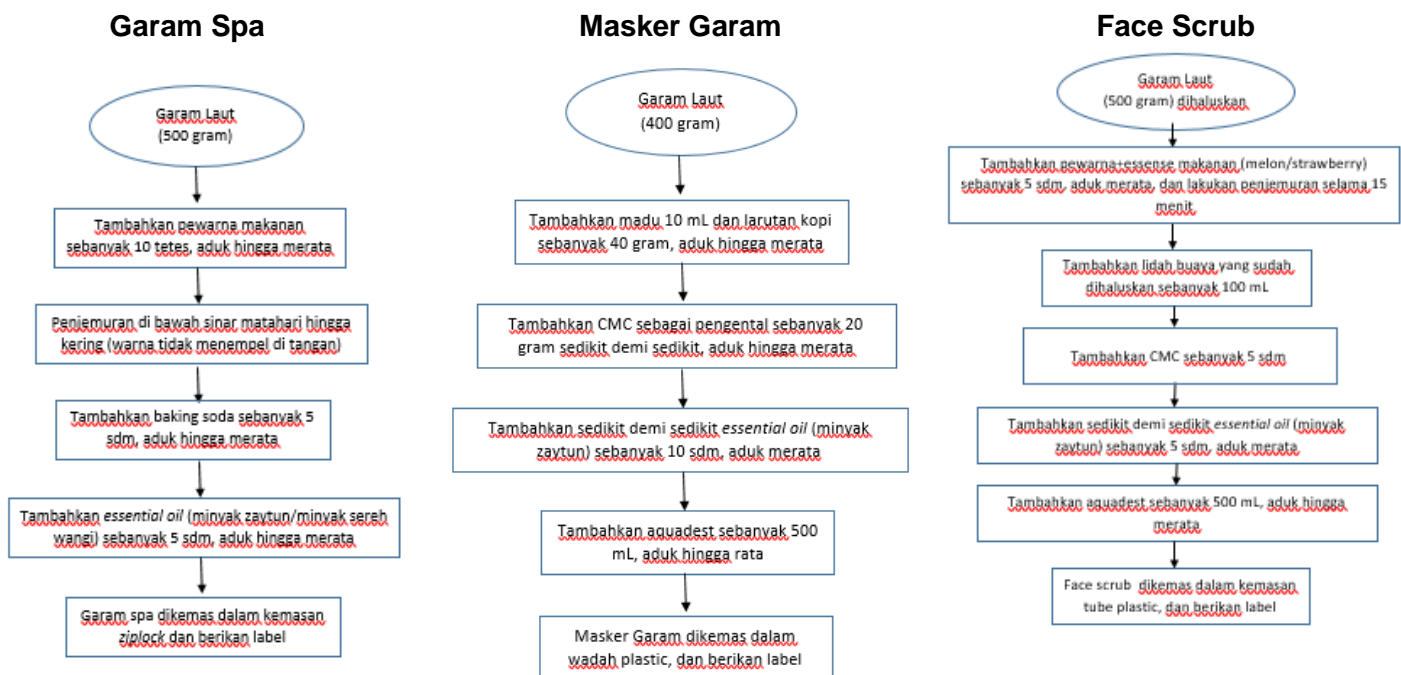 Garam Spa
Garam Laut
(500 gram)
Tambahkan pewarna makanan
sebanyak 10 tetes, aduk hingga merata
Penjemuran di bawah sinar matahari hingga
kering (warna tidak menempel di tangan)
Tambahkan baking soda sebanyak 5
sdm, aduk hingga merata
Tambahkan essential oil (minyak zaytun/minyak sereh
wangi) sebanyak 5 sdm, aduk hingga merata
Garam spa dikemas dalam kemasan
ziplock dan berikan label
Masker Garam
Garam Laut
(400 gram)
Tambahkan madu 10 mL dan larutan kopi
sebanyak 40 gram, aduk hingga merata
Tambahkan CMC sebagai pengental sebanyak 20
gram sedikit demi sedikit, aduk hingga merata
Tambahkan sedikit demi sedikit essential oil (minyak
zaytun) sebanyak 10 sdm, aduk merata
Tambahkan aquadest sebanyak 500
mL, aduk hingga rata
Masker Garam dikemas dalam
wadah plastic, dan berikan label
Face Scrub
Garam Laut
(500 gram) dihaluskan
Tambahkan pewarna+essense makanan (melon/strawberry)
sebanyak 5 sdm, aduk merata, dan lakukan penjemuran selama 15
menit
Tambahkan lidah buaya yang sudah
dihaluskan sebanyak 100 mL
Tambahkan CMC sebanyak 5 sdm
Tambahkan sedikit demi sedikit essential oil (minyak
zaytun) sebanyak 5 sdm, aduk merata
Tambahkan aquadest sebanyak 500 mL, aduk hingga
merata
Face scrub dikemas dalam kemasan
tube plastic, dan berikan label